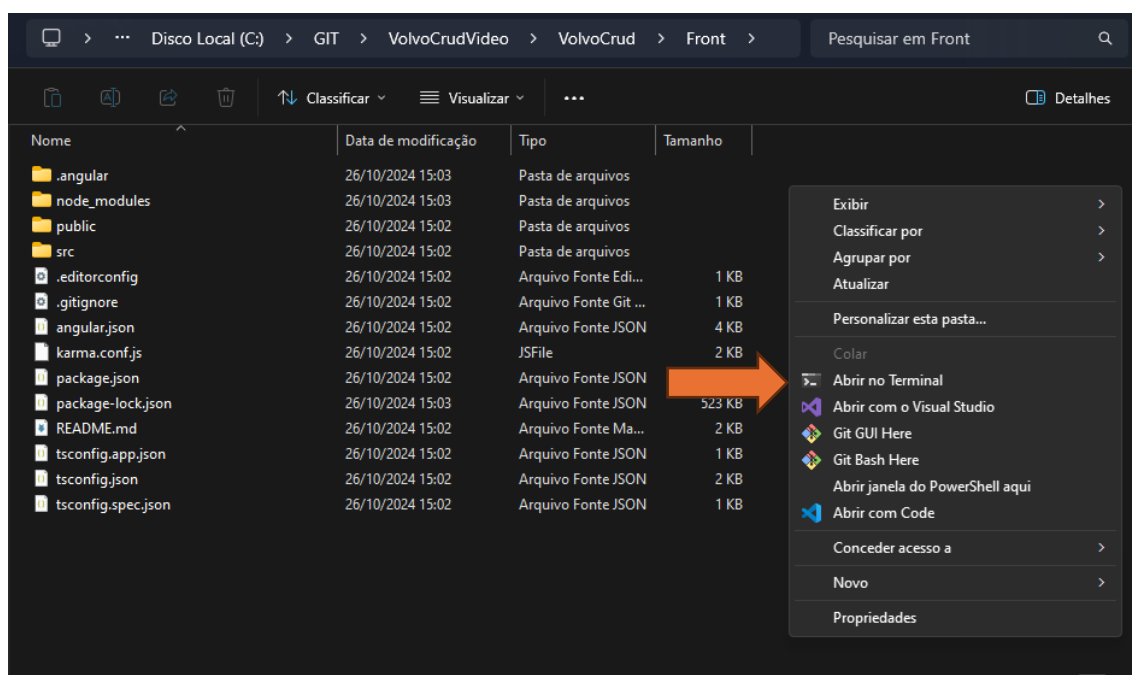 Disco Local (C:) > GIT > VolvoCrudVideo > VolvoCrud > Front >
Pesquisar em Front
Classificar
Visualizar
Detalhes
Nome Data de modificação Tipo Tamanho
.angular 26/10/2024 15:03 Pasta de arquivos
node_modules 26/10/2024 15:03 Pasta de arquivos
public 26/10/2024 15:02 Pasta de arquivos
src 26/10/2024 15:02 Pasta de arquivos
.editorconfig 26/10/2024 15:02 Arquivo Fonte Edi... 1 KB
.gitignore 26/10/2024 15:02 Arquivo Fonte Git ... 1 KB
angular.json 26/10/2024 15:02 Arquivo Fonte JSON 4 KB
karma.conf.js 26/10/2024 15:02 JSFile 2 KB
package.json 26/10/2024 15:02 Arquivo Fonte JSON
package-lock.json 26/10/2024 15:03 Arquivo Fonte JSON 523 KB
README.md 26/10/2024 15:02 Arquivo Fonte Ma... 2 KB
tsconfig.app.json 26/10/2024 15:02 Arquivo Fonte JSON 1 KB
tsconfig.json 26/10/2024 15:02 Arquivo Fonte JSON 2 KB
tsconfig.spec.json 26/10/2024 15:02 Arquivo Fonte JSON 1 KB
Exibir
Classificar por
Agrupar por
Atualizar
Personalizar esta pasta...
Colar
Abrir no Terminal
Abrir com o Visual Studio
Git GUI Here
Git Bash Here
Abrir janela do PowerShell aqui
Abrir com Code
Conceder acesso a
Novo
Propriedades